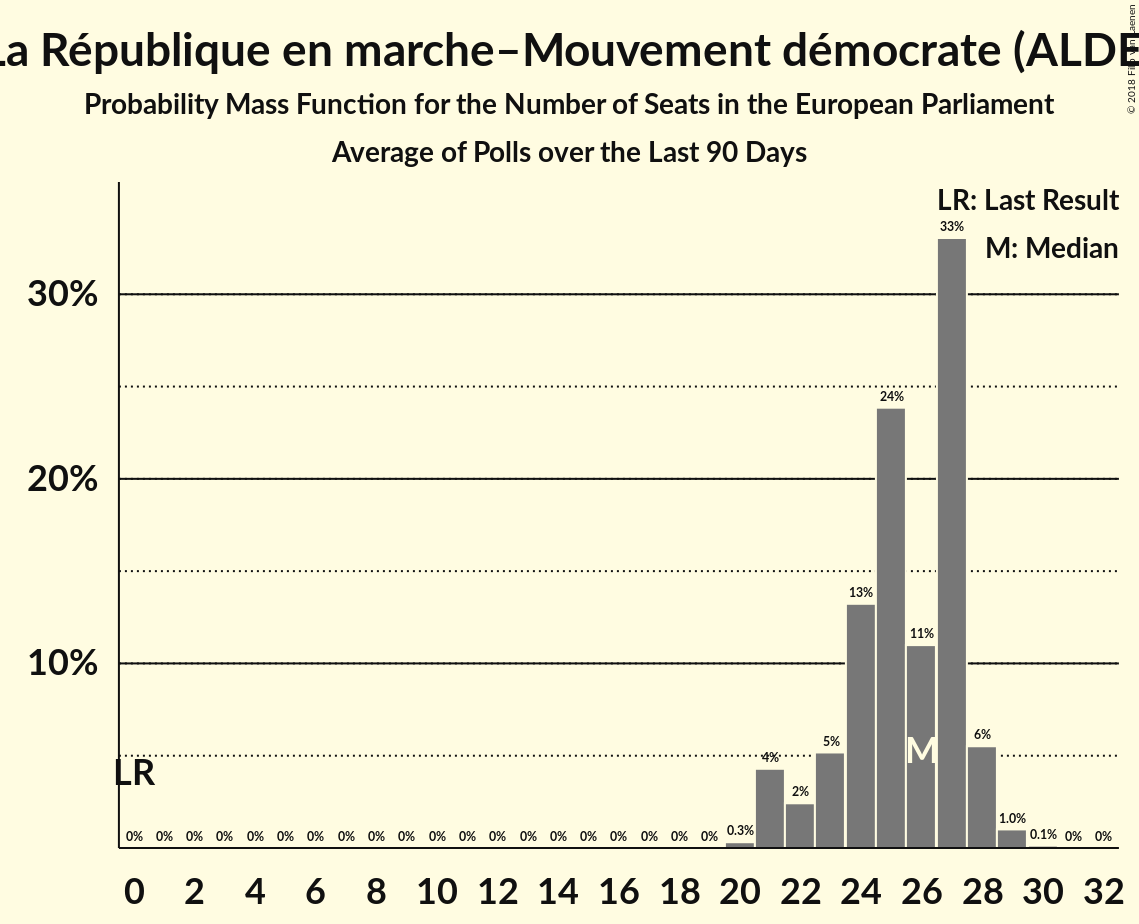 La République en marche–Mouvement démocrate (ALDE
Probability Mass Function for the Number of Seats in the European Parliament
Average of Polls over the Last 90 Days
LR: Last Result
M: Median
33%
30%
24%
20%
13%
11%
10%
6%
5%
4%
2%
1.0%
0.3%
0.1%
M
LR
0% 0% 0% 0% 0% 0% 0% 0% 0% 0% 0% 0% 0% 0% 0% 0% 0% 0% 0% 0% 0% 0%
0 2 4 6 8 10 12 14 16 18 20 22 24 26 28 30 32
© 2018